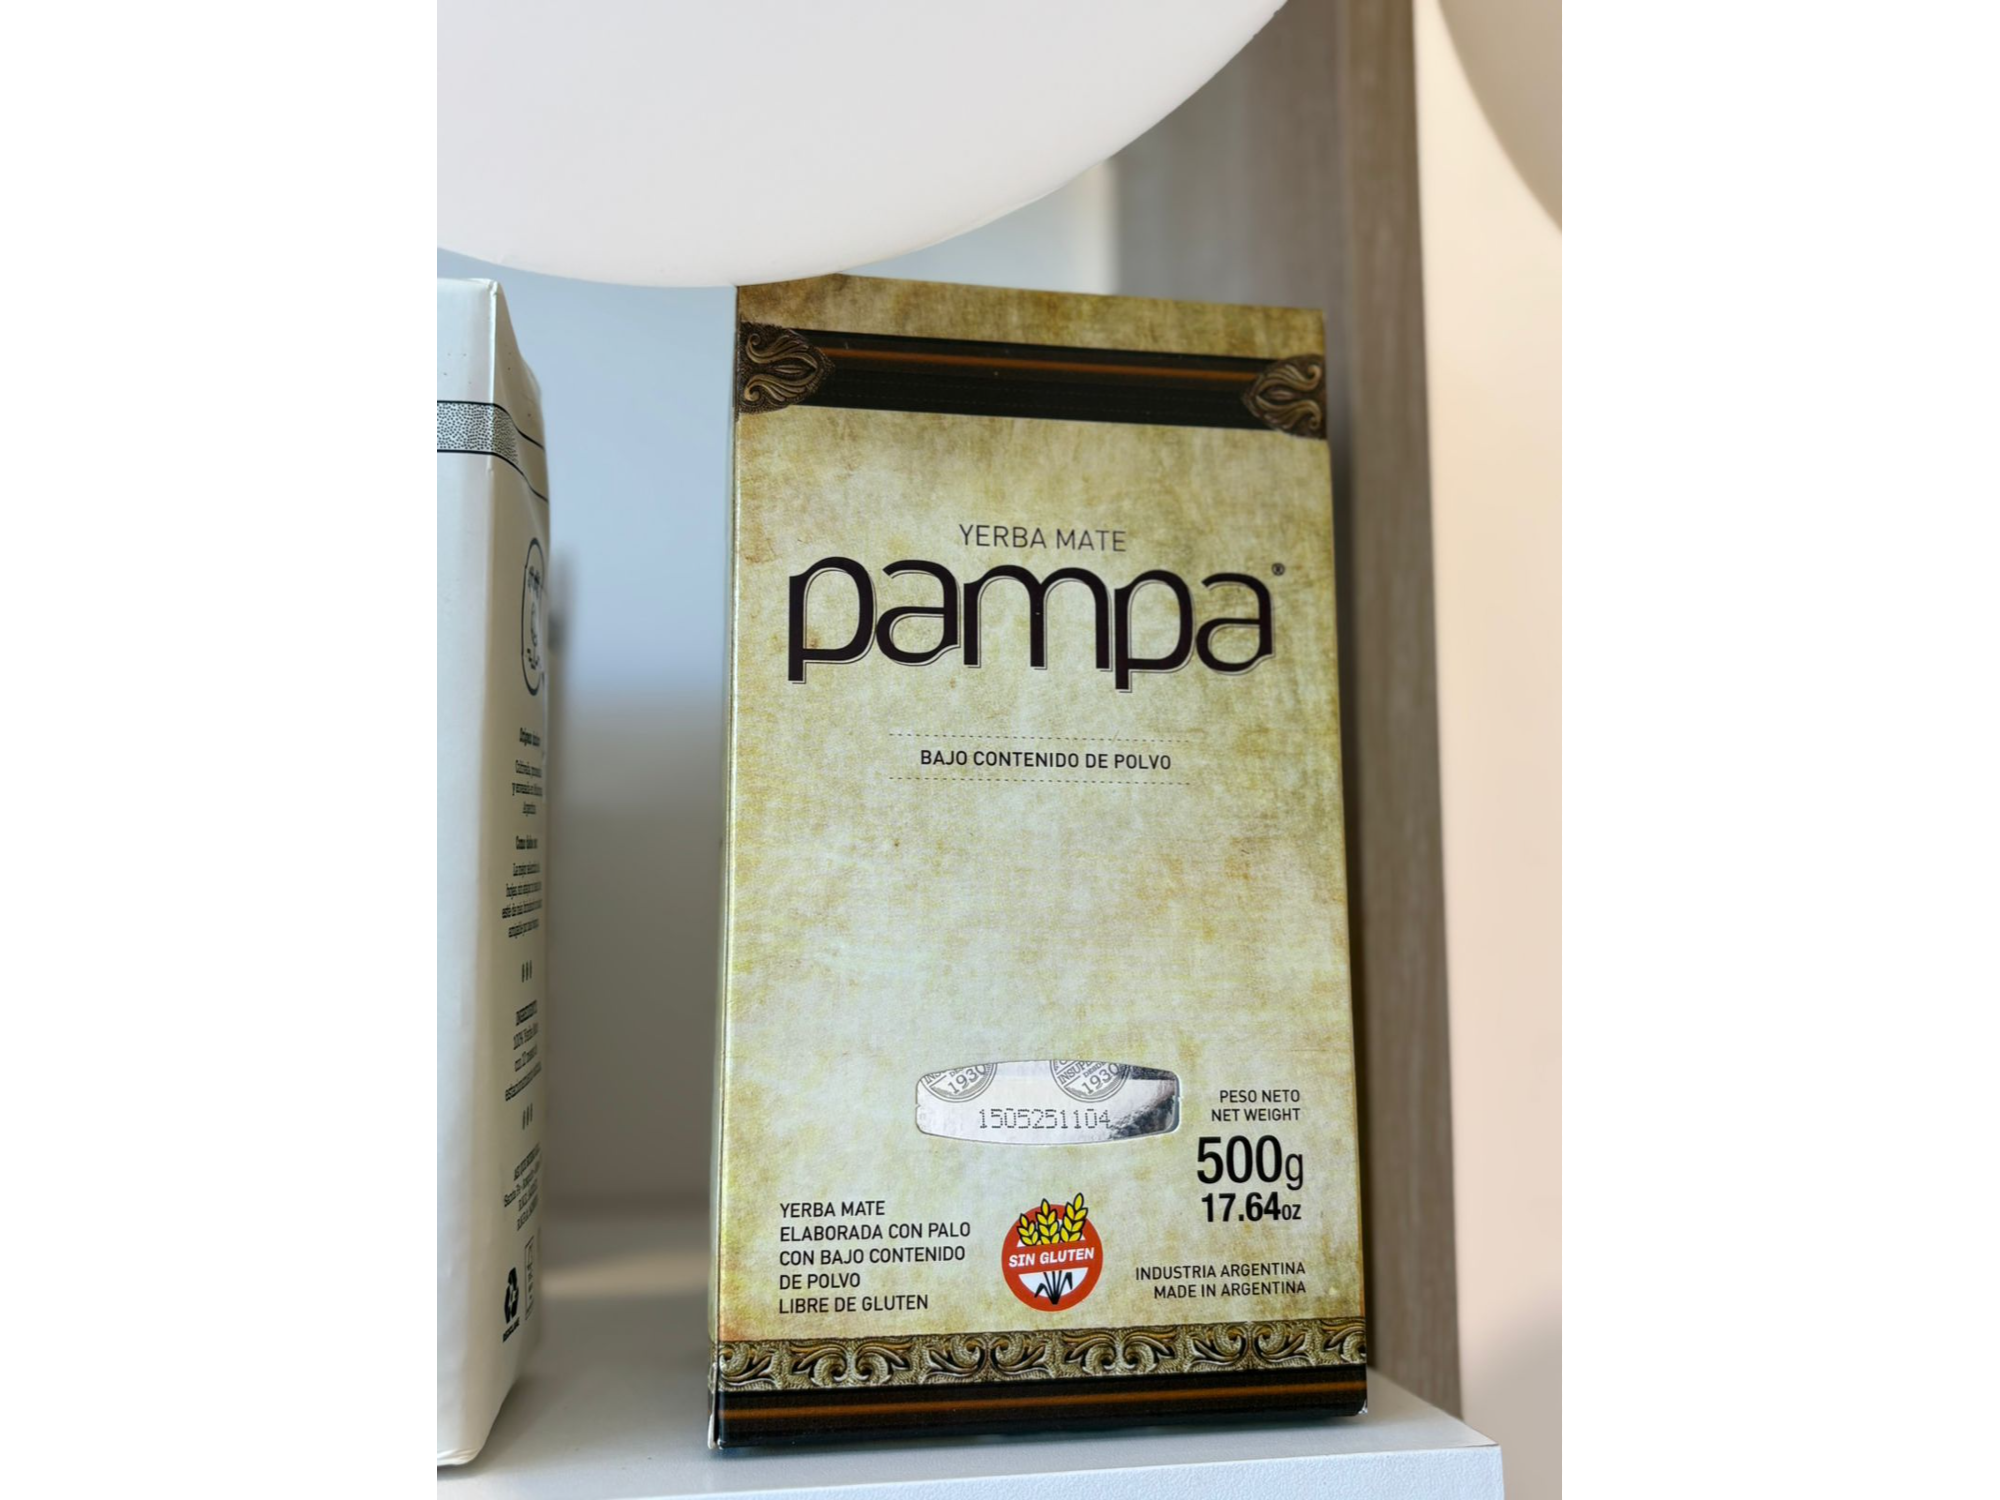 YERBA MATE
pampa®
BAJO CONTENIDO DE POLVO
INSUP
1930
1930
1505251104
PESO NETO
NET WEIGHT
500g
17.64oz
YERBA MATE
ELABORADA CON PALO
CON BAJO CONTENIDO
DE POLVO
LIBRE DE GLUTEN
SIN GLUTEN
INDUSTRIA ARGENTINA
MADE IN ARGENTINA